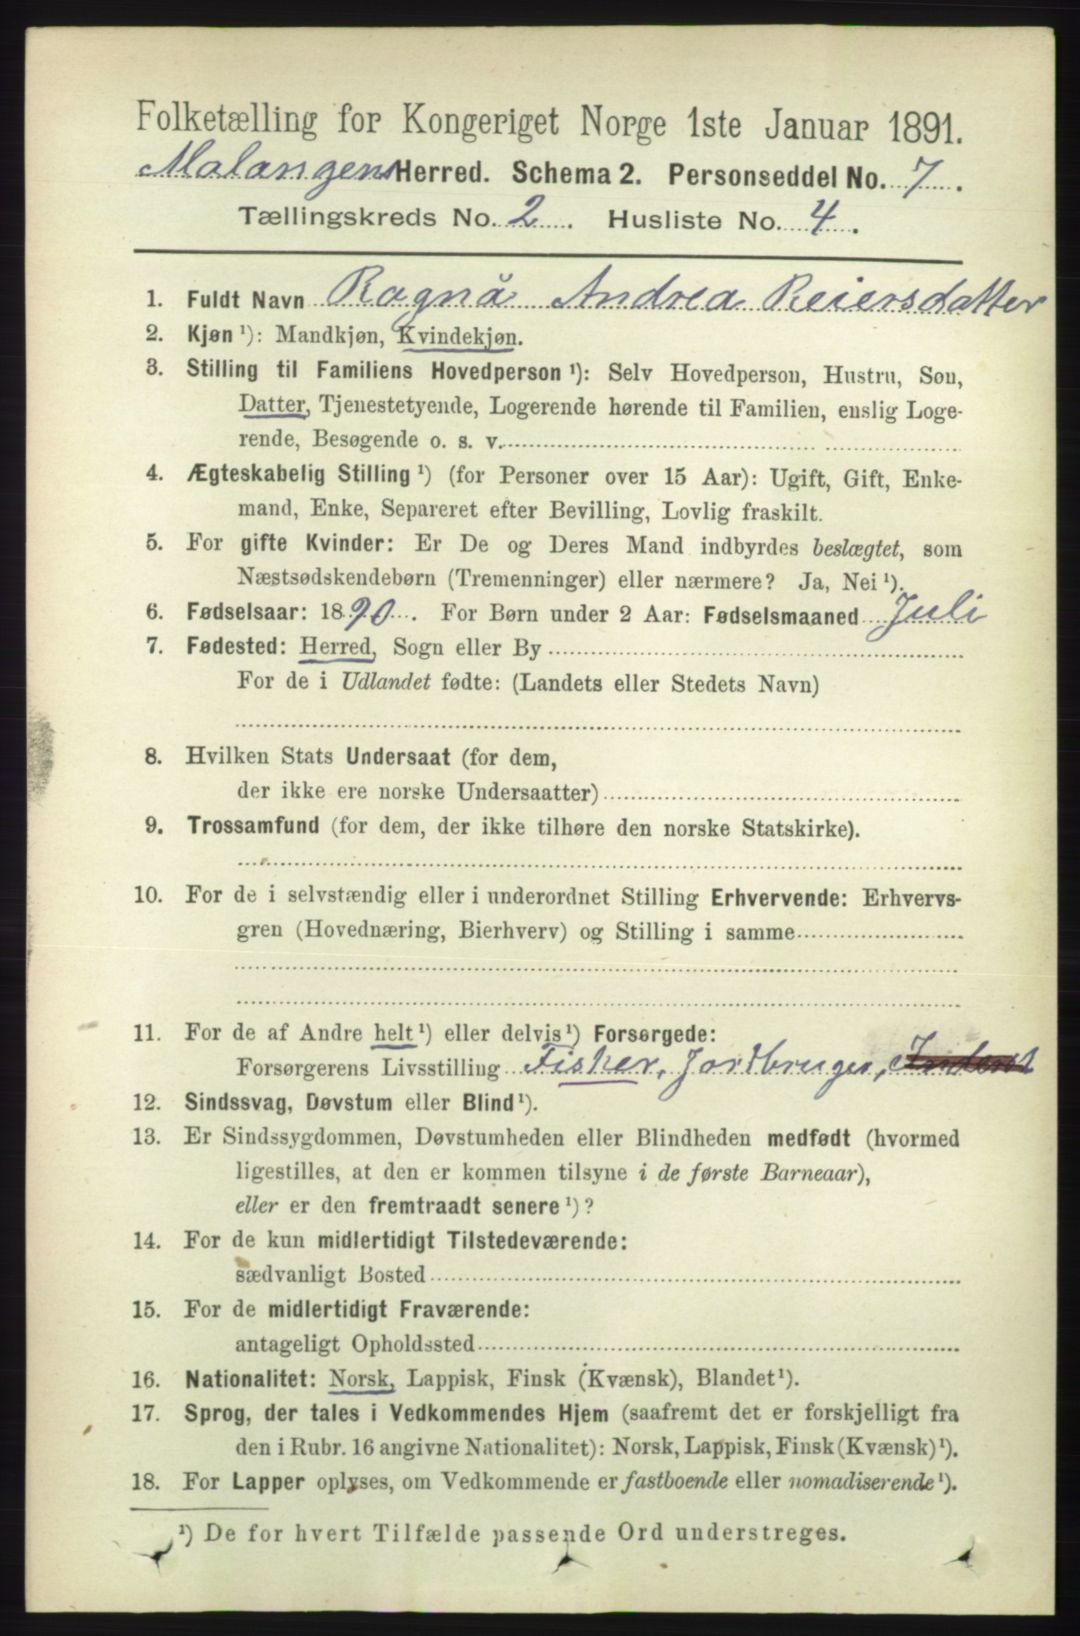 Folketælling for Kongeriget Norge 1ste Januar 1891.
Malangens Herred. Schema 2. Personseddel No. 7.
Tællingskreds No. 2. Husliste No. 4.
1. Fuldt Navn Ragnå Andrea Reiersdatter
2. Kjøn ¹): Mandkjøn, Kvindekjøn.
3. Stilling til Familiens Hovedperson ¹): Selv Hovedperson, Hustru, Søn,
Datter, Tjenestetyende, Logerende hørende til Familien, enslig Loge-
rende, Besøgende o. s. v.
4. Ægteskabelig Stilling ¹) (for Personer over 15 Aar): Ugift, Gift, Enke-
mand, Enke, Separeret efter Bevilling, Lovlig fraskilt.
5. For gifte Kvinder: Er De og Deres Mand indbyrdes beslægtet, som
Næstsødskendebørn (Tremenninger) eller nærmere? Ja, Nei ¹).
6. Fødselsaar: 1890. For Børn under 2 Aar: Fødselsmaaned Juli
7. Fødested: Herred, Sogn eller By
For de i Udlandet fødte: (Landets eller Stedets Navn)
8. Hvilken Stats Undersaat (for dem,
der ikke ere norske Undersaatter)
9. Trossamfund (for dem, der ikke tilhøre den norske Statskirke).
10. For de i selvstændig eller i underordnet Stilling Erhvervende: Erhvervs-
gren (Hovednæring, Bierhverv) og Stilling i samme
11. For de af Andre helt ¹) eller delvis ¹) Forsørgede:
Forsørgerens Livsstilling Fisker, Jordbruger,
12. Sindssvag, Døvstum eller Blind ¹).
13. Er Sindssygdommen, Døvstumheden eller Blindheden medfødt (hvormed
ligestilles, at den er kommen tilsyne i de første Barneaar),
eller er den fremtraadt senere ¹)?
14. For de kun midlertidigt Tilstedeværende:
sædvanligt Bosted
15. For de midlertidigt Fraværende:
antageligt Opholdssted
16. Nationalitet: Norsk, Lappisk, Finsk (Kvænsk), Blandet ¹).
17. Sprog, der tales i Vedkommendes Hjem (saafremt det er forskjelligt fra
den i Rubr. 16 angivne Nationalitet): Norsk, Lappisk, Finsk (Kvænsk) ¹).
18. For Lapper oplyses, om Vedkommende er fastboende eller nomadiserende ¹).
¹) De for hvert Tilfælde passende Ord understreges.